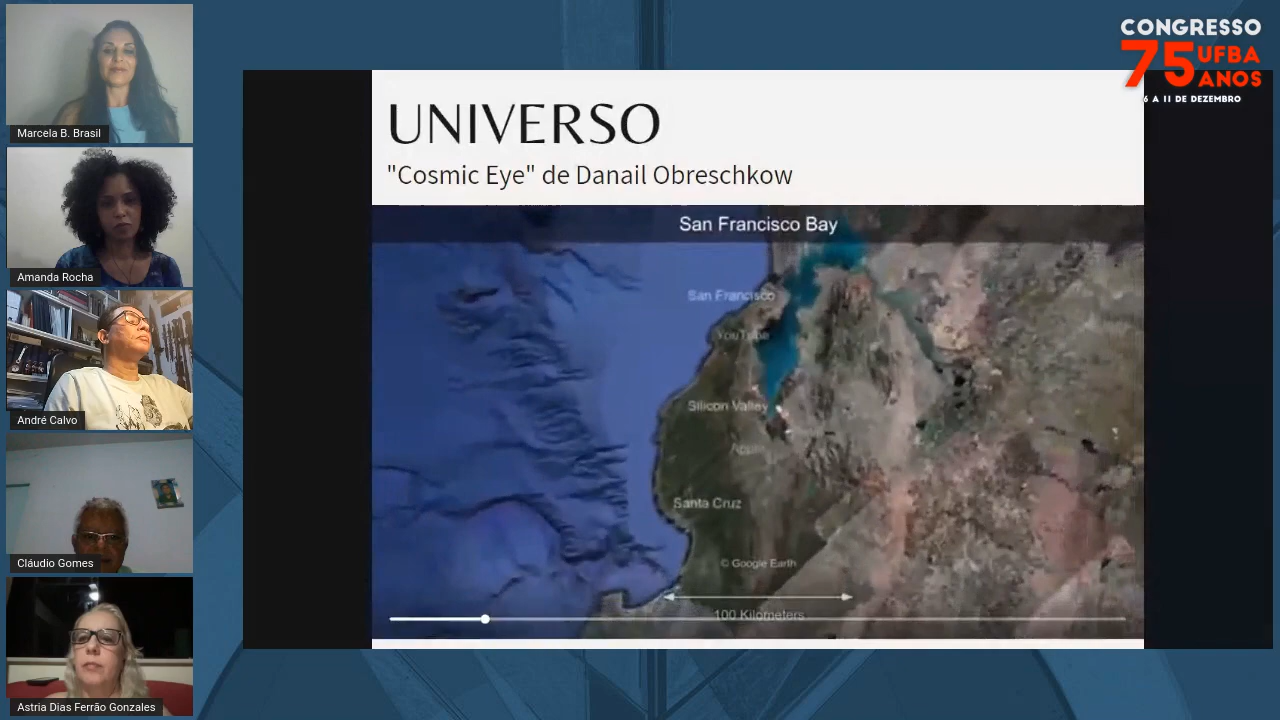 Marcela B. Brasil
Amanda Rocha
André Calvo
Cláudio Gomes
Astria Dias Ferrão Gonzales
UNIVERSO
"Cosmic Eye" de Danail Obreschkow
San Francisco Bay
San Francisco
YouTube
Silicon Valley
Apple
Santa Cruz
© Google Earth
100 Kilometers
CONGRESSO
75 UFBA
ANOS
6 A 11 DE DEZEMBRO